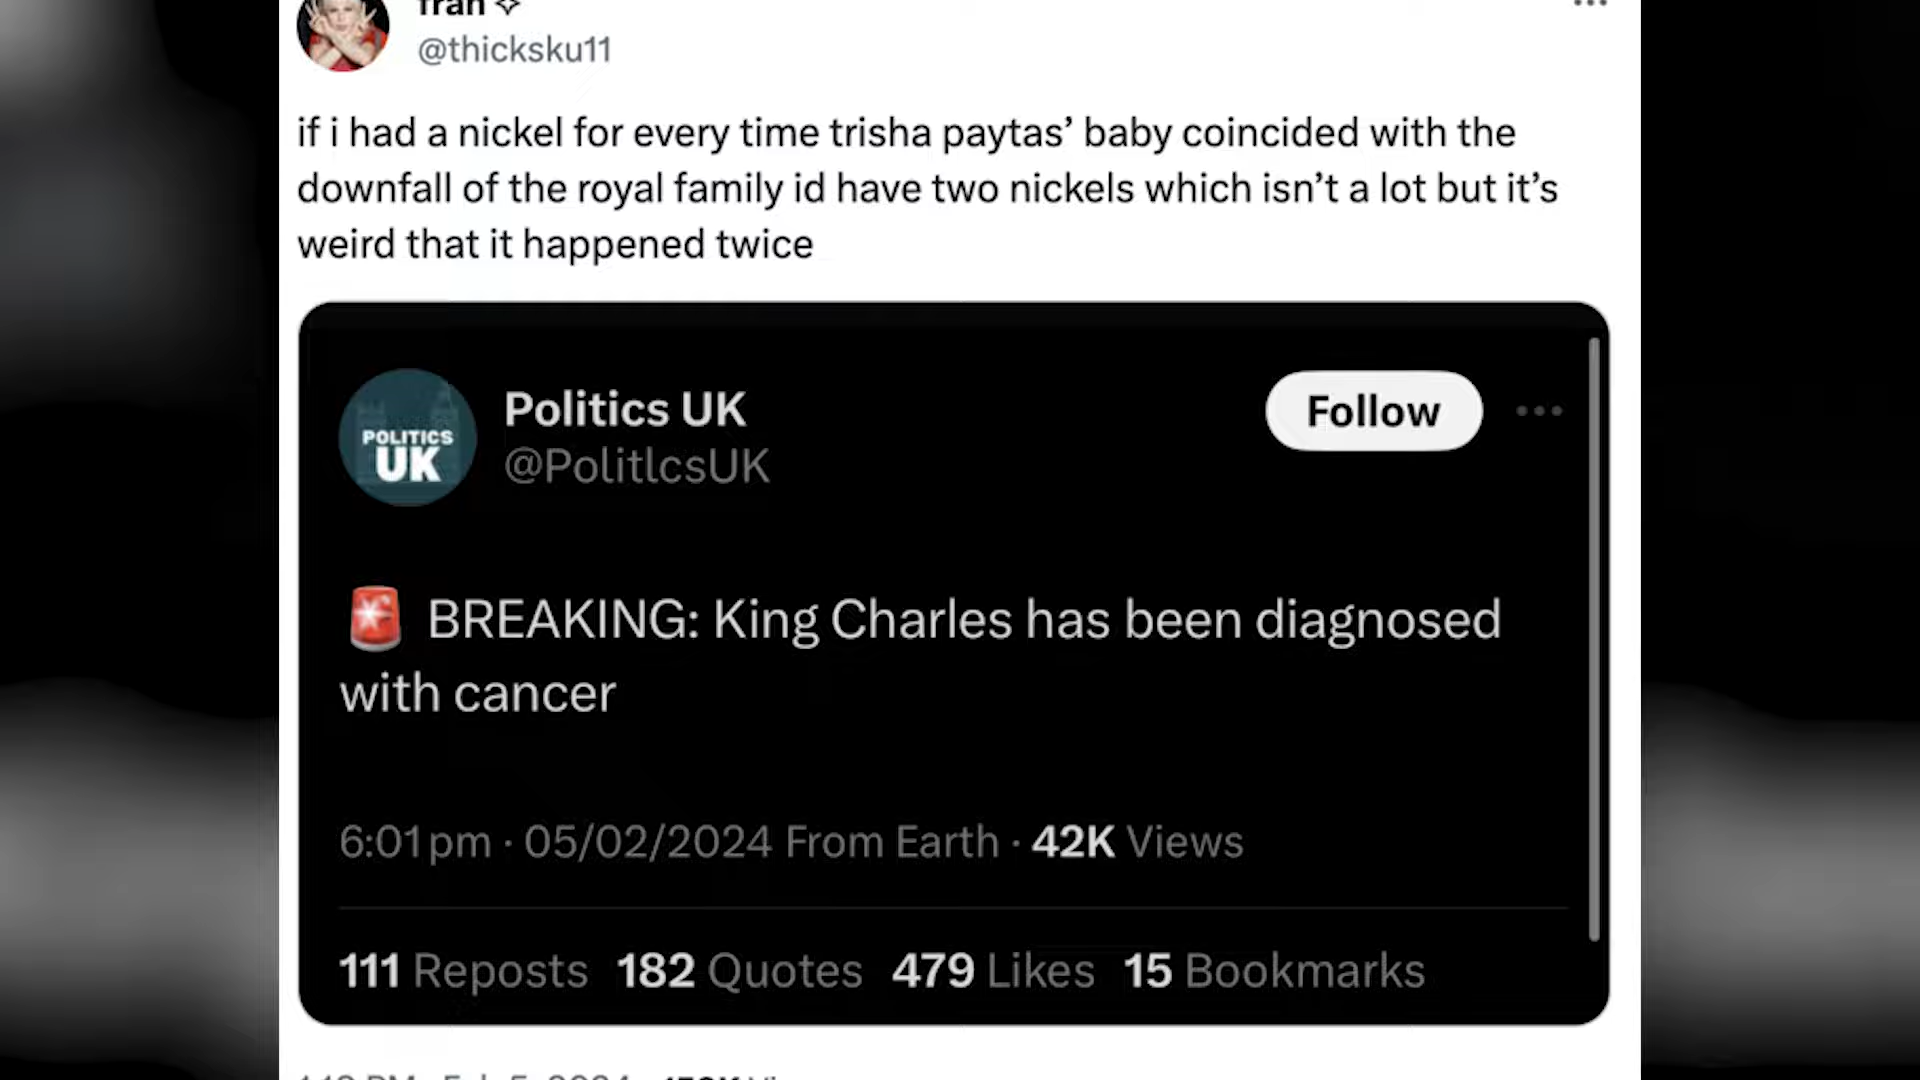 fran ✧
@thicksku11
if i had a nickel for every time trisha paytas’ baby coincided with the
downfall of the royal family id have two nickels which isn’t a lot but it’s
weird that it happened twice
POLITICS
UK
Politics UK
@PolitlcsUK
Follow
🚨 BREAKING: King Charles has been diagnosed
with cancer
6:01pm · 05/02/2024 From Earth · 42K Views
111 Reposts 182 Quotes 479 Likes 15 Bookmarks